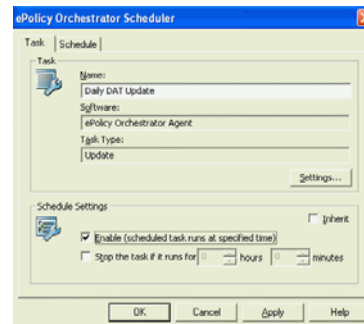 ePolicy Orchestrator Scheduler
Task Schedule
Task
Name:
Daily DAT Update
Software:
ePolicy Orchestrator Agent
Task Type:
Update
Settings...
Schedule Settings
Inherit
Enable (scheduled task runs at specified time)
Stop the task if it runs for 0 hours 0 minutes
OK Cancel Apply Help